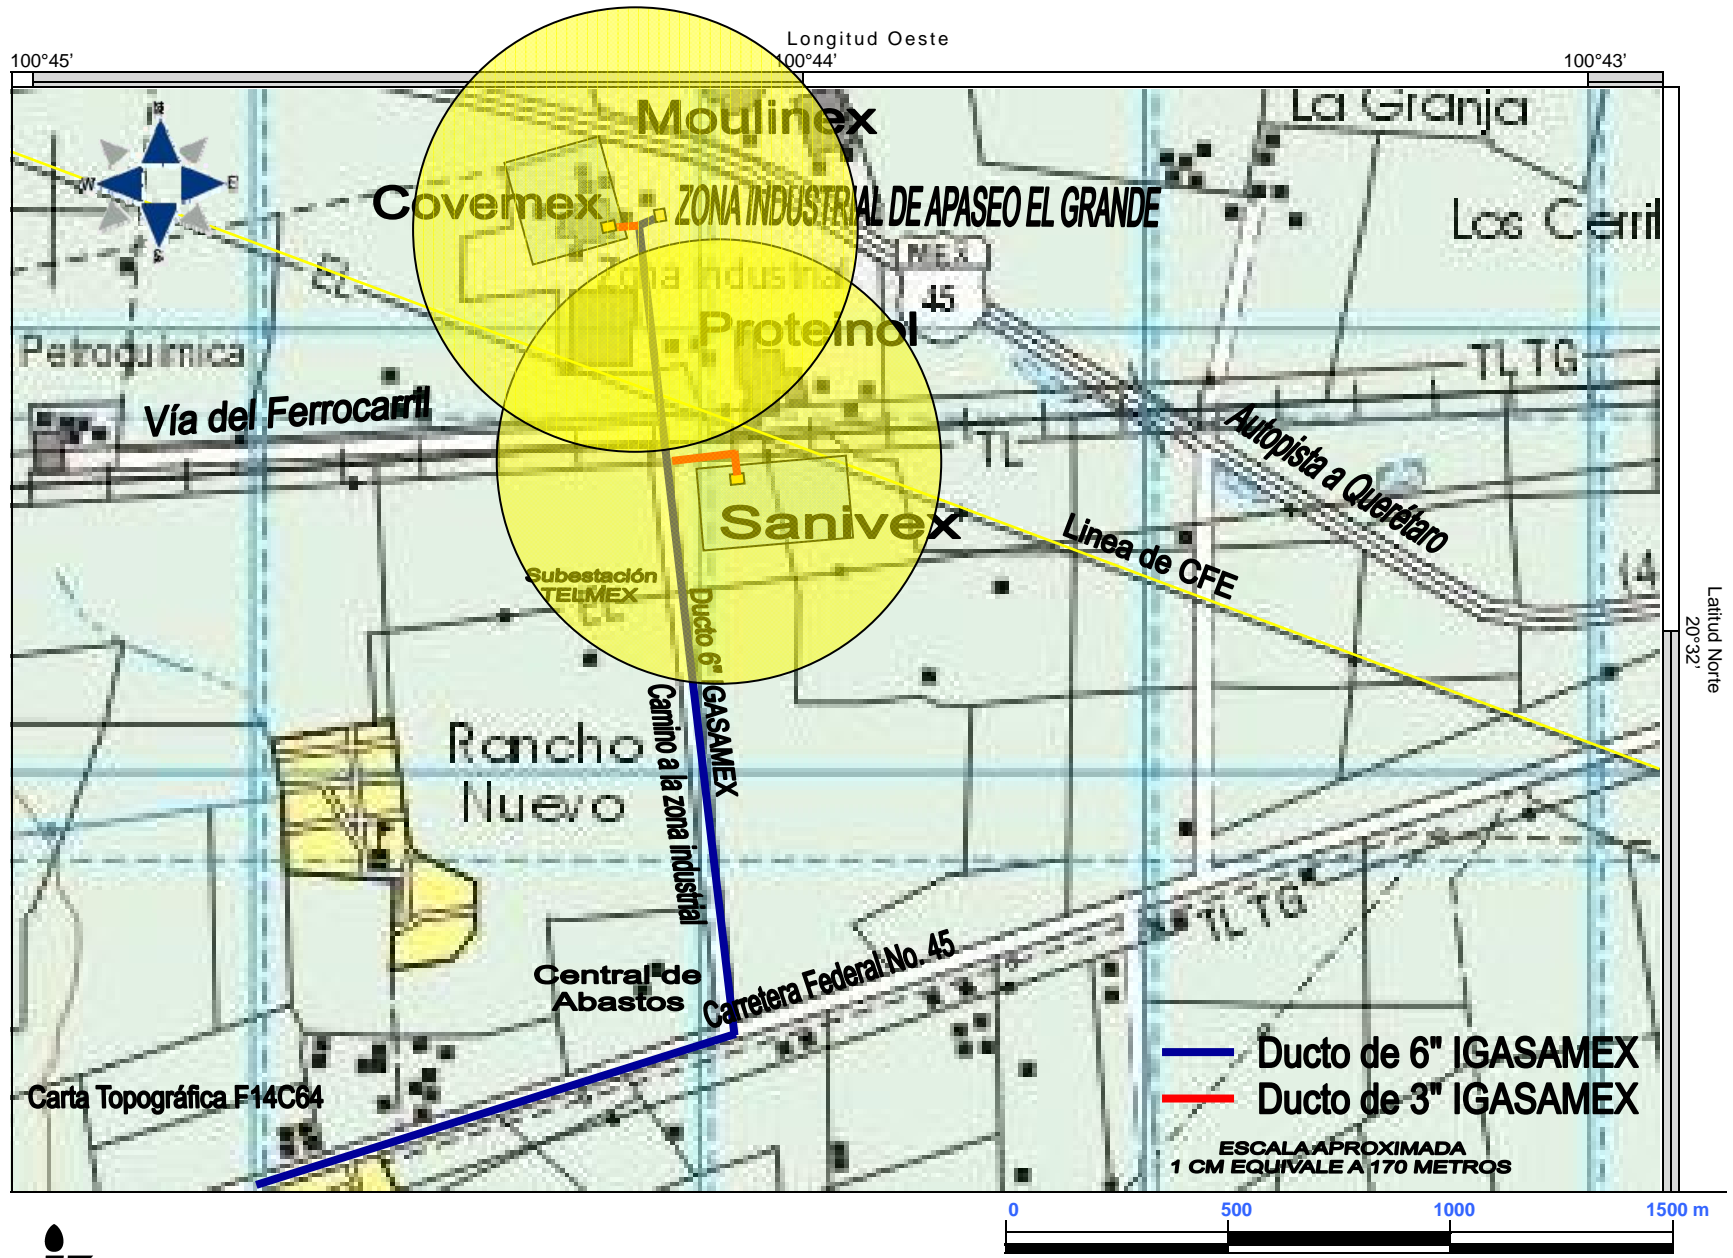 Longitud Oeste
100°45'
100°44'
100°43'
N
W
E
S
Moulinex
La Granja
Covemex
ZONA INDUSTRIAL DE APASEO EL GRANDE
Los Cerril
EL
Zona Industrial
MEX
45
Proteinol
Petroquímica
TL TG
Vía del Ferrocarril
TL
Autopista a Querétaro
Sanivex
Linea de CFE
Subestación
TELMEX
EL
Ducto 6" IGASAMEX
Camino a la zona industrial
Latitud Norte
20°32'
Rancho
Nuevo
TL TG
Central de
Abastos
Carretera Federal No. 45
Carta Topográfica F14C64
Ducto de 6" IGASAMEX
Ducto de 3" IGASAMEX
ESCALA APROXIMADA
1 CM EQUIVALE A 170 METROS
0
500
1000
1500 m